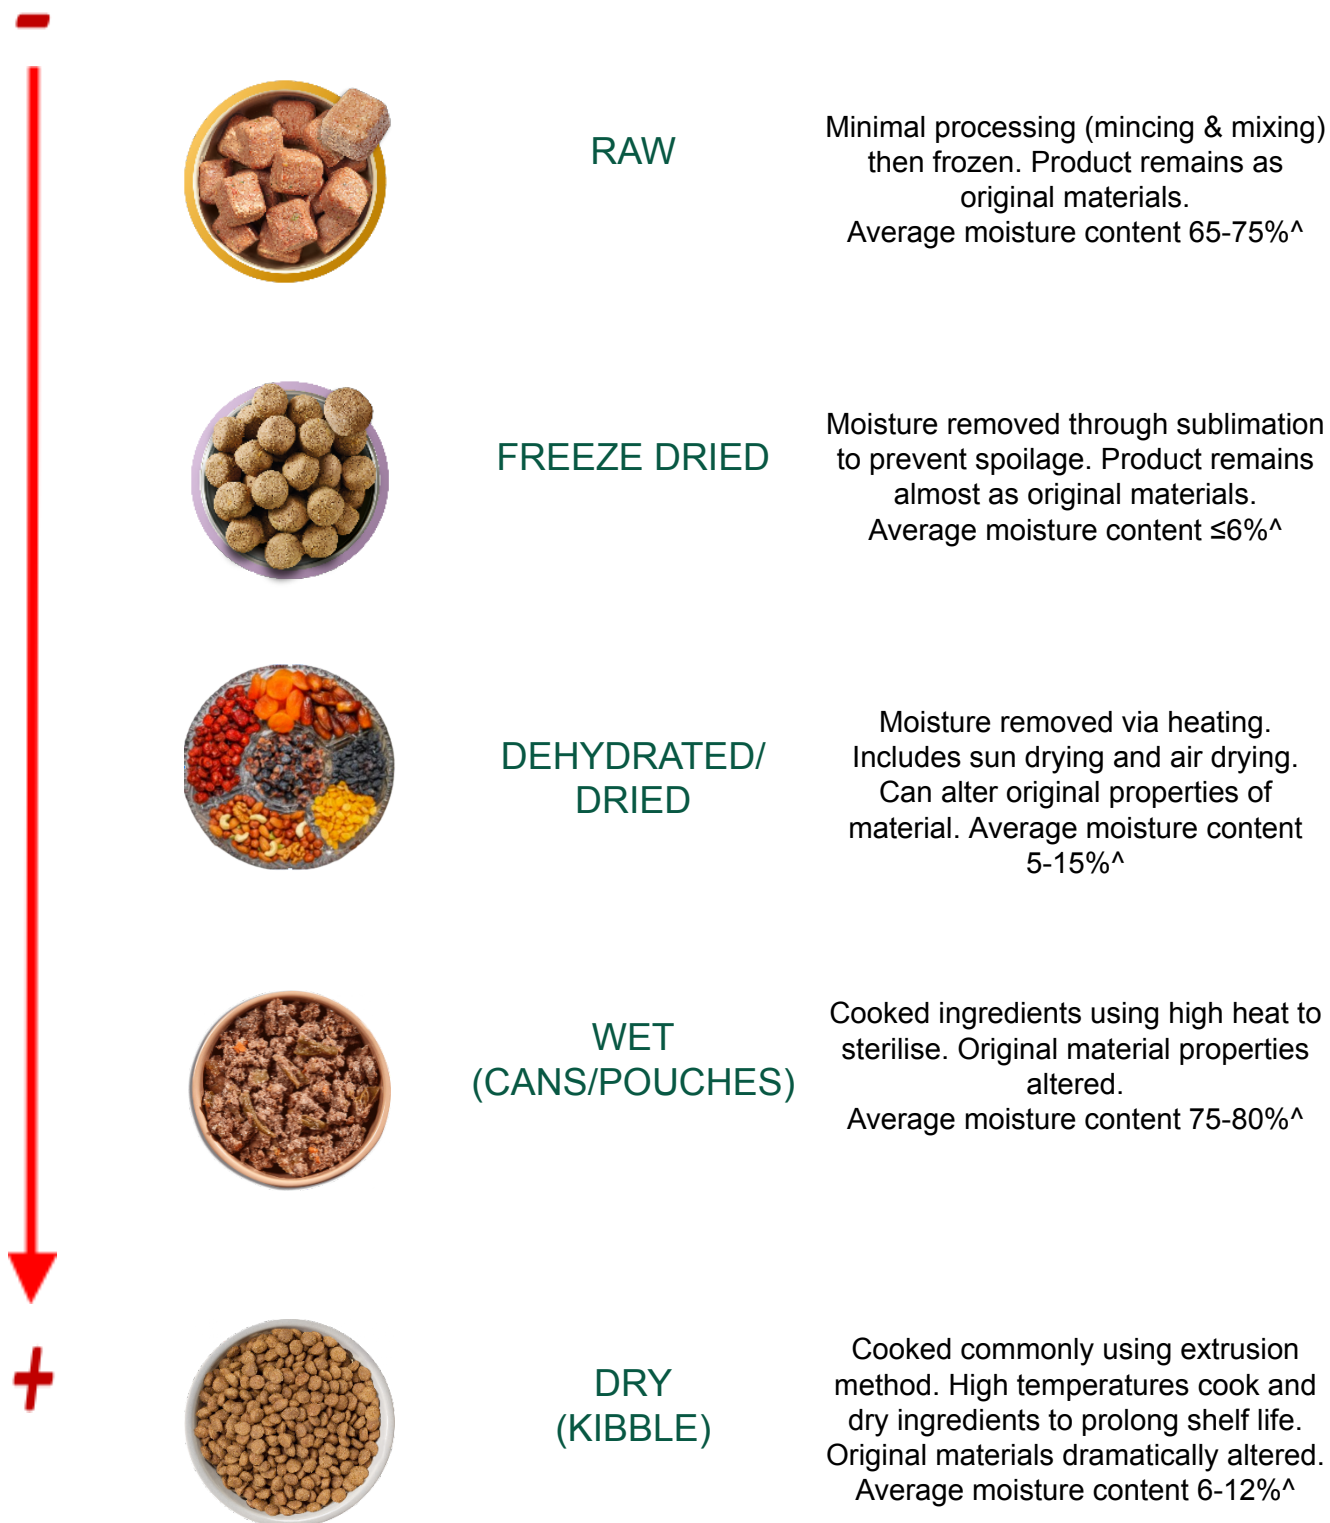 -
RAW
Minimal processing (mincing & mixing)
then frozen. Product remains as
original materials.
Average moisture content 65-75%^
FREEZE DRIED
Moisture removed through sublimation
to prevent spoilage. Product remains
almost as original materials.
Average moisture content ≤6%^
DEHYDRATED/
DRIED
Moisture removed via heating.
Includes sun drying and air drying.
Can alter original properties of
material. Average moisture content
5-15%^
WET
(CANS/POUCHES)
Cooked ingredients using high heat to
sterilise. Original material properties
altered.
Average moisture content 75-80%^
+
DRY
(KIBBLE)
Cooked commonly using extrusion
method. High temperatures cook and
dry ingredients to prolong shelf life.
Original materials dramatically altered.
Average moisture content 6-12%^